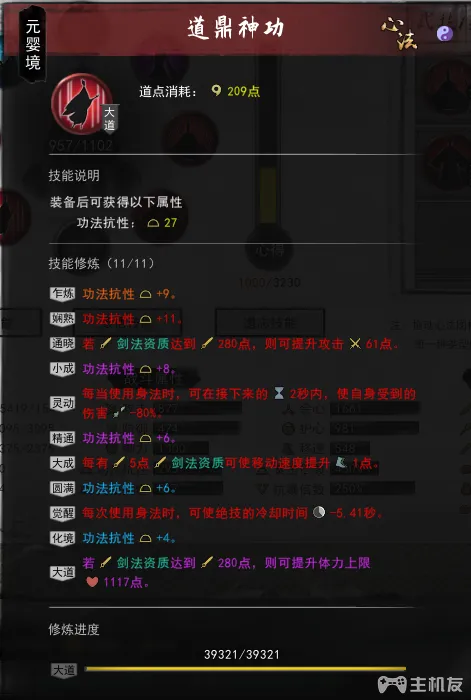 元婴境
道鼎神功
心法
大道
道点消耗: 209点
957/1102
技能说明
装备后可获得以下属性
功法抗性: 27
技能修炼 (11/11)
乍炼 功法抗性 +9。
娴熟 功法抗性 +11。
通晓 若 剑法资质达到 280点, 则可提升攻击 61点。
小成 功法抗性 +8。
灵动 每当使用身法时, 可在接下来的 2秒内, 使自身受到的
伤害 -80%。
精通 功法抗性 +6。
大成 每有 5点 剑法资质可使移动速度提升 1点。
圆满 功法抗性 +6。
觉醒 每次使用身法时, 可使绝技的冷却时间 -5.41秒。
化境 功法抗性 +4。
大道 若 剑法资质达到 280点, 则可提升体力上限
1117点。
修炼进度
39321/39321
大道
主机友